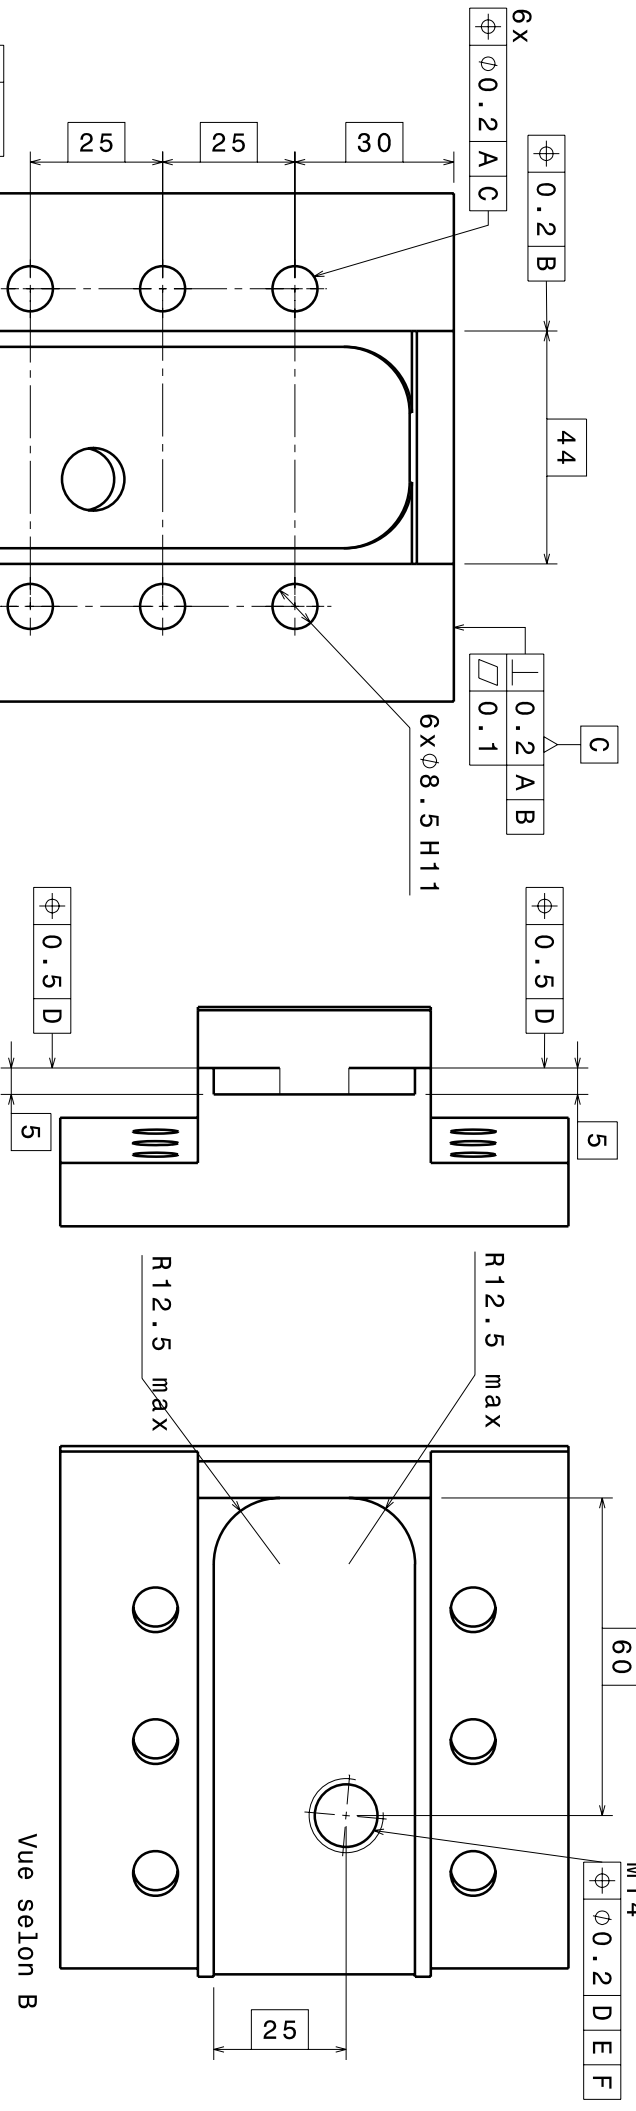 6x
⌖ ⌀0.2 A C
⌖ 0.2 B
25
25
30
44
⟂ 0.2 A B
⏥ 0.1
C
6x⌀8.5 H11
⌖ 0.5 D
⌖ 0.5 D
5
5
R12.5 max
R12.5 max
60
⌖ ⌀0.2 D E F
25
Vue selon B